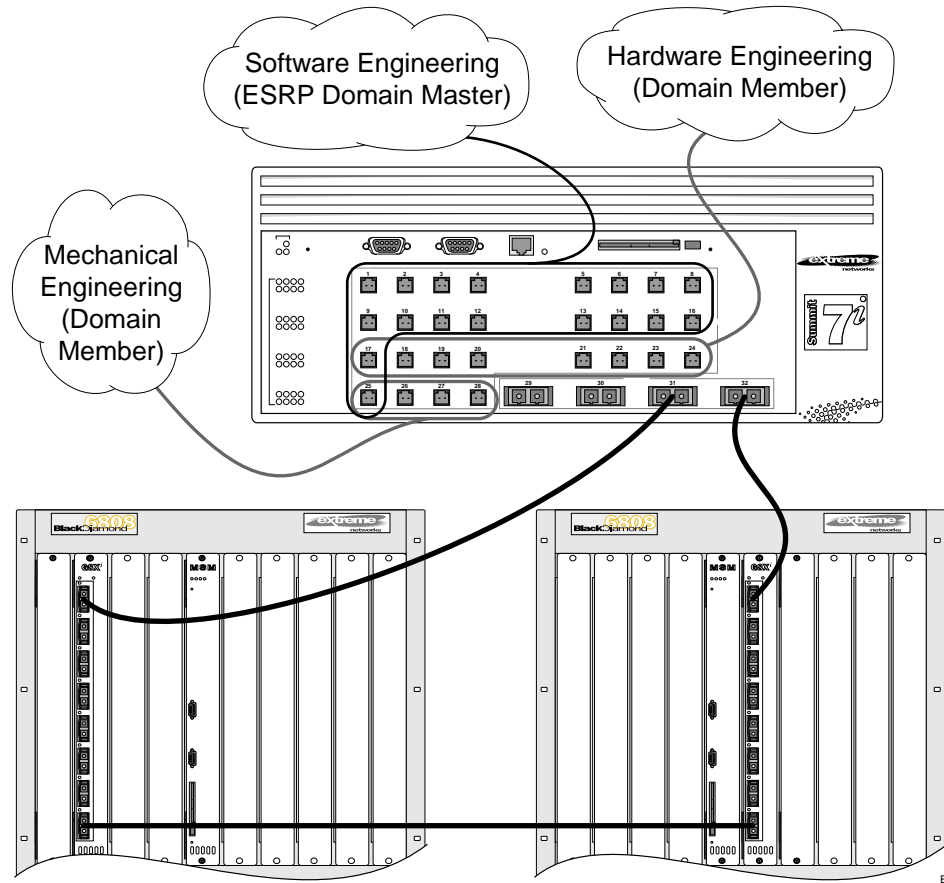 Software Engineering
(ESRP Domain Master)
Hardware Engineering
(Domain Member)
Mechanical
Engineering
(Domain
Member)
1 2 3 4 5 6 7 8
9 10 11 12 13 14 15 16
17 18 19 20 21 22 23 24
25 26 27 28 29 30 31 32
extreme
networks
Summit
7i
BlackDiamond
6808
extreme
networks
GSX
MSM
BlackDiamond
6808
extreme
networks
MSM
GSX